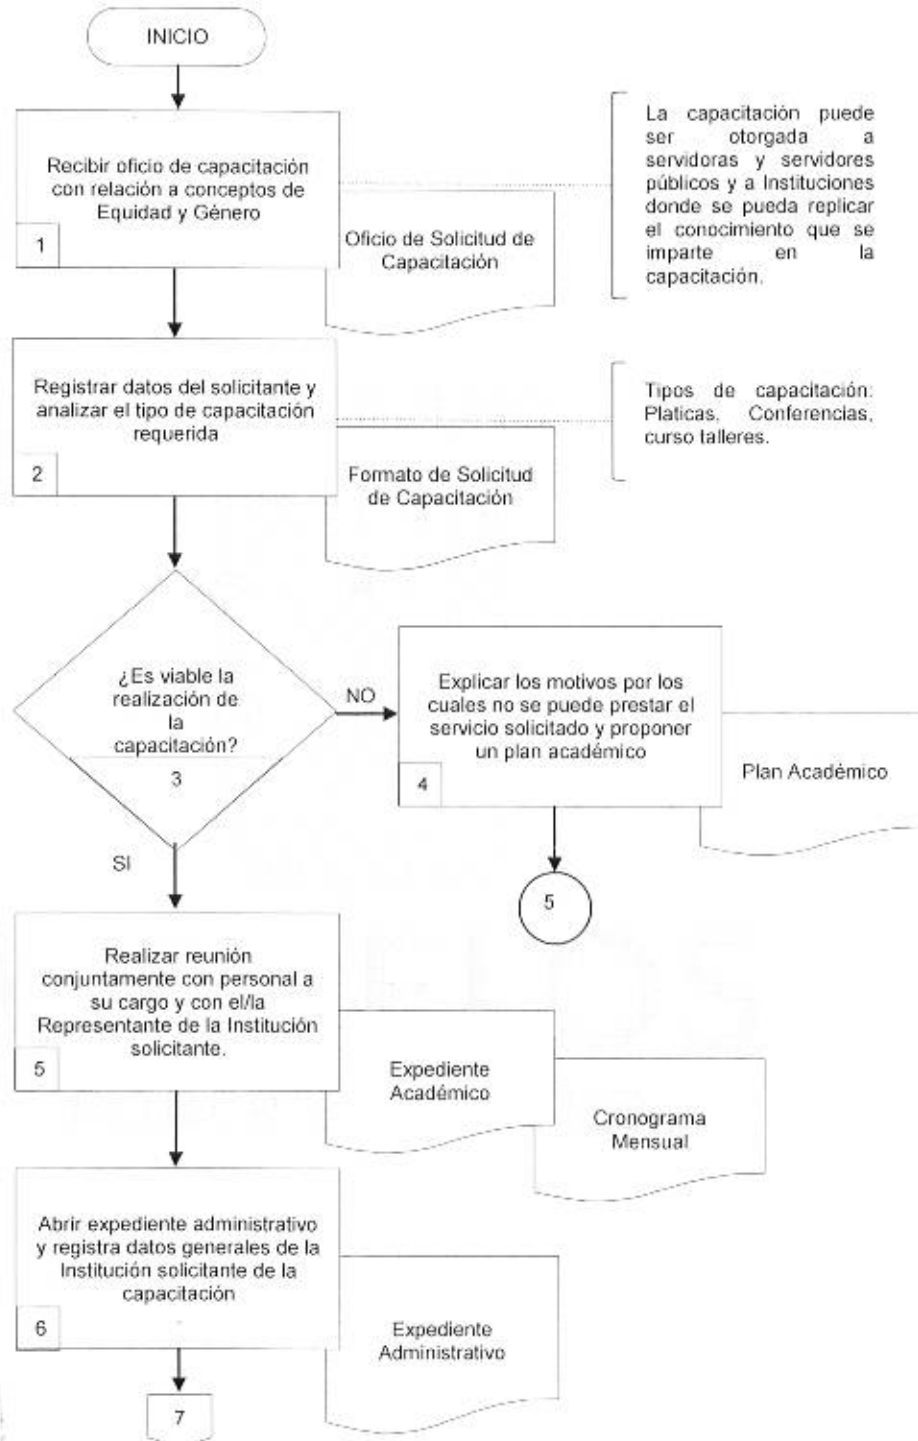 INICIO
Recibir oficio de capacitación
con relación a conceptos de
Equidad y Género
1
Oficio de Solicitud de
Capacitación
La capacitación puede
ser otorgada a
servidoras y servidores
públicos y a Instituciones
donde se pueda replicar
el conocimiento que se
imparte en la
capacitación.
Registrar datos del solicitante y
analizar el tipo de capacitación
requerida
2
Formato de Solicitud
de Capacitación
Tipos de capacitación:
Platicas, Conferencias,
curso talleres.
¿Es viable la
realización de
la
capacitación?
3
NO
Explicar los motivos por los
cuales no se puede prestar el
servicio solicitado y proponer
un plan académico
4
Plan Académico
5
SI
Realizar reunión
conjuntamente con personal a
su cargo y con el/la
Representante de la Institución
solicitante.
5
Expediente
Académico
Cronograma
Mensual
Abrir expediente administrativo
y registra datos generales de la
Institución solicitante de la
capacitación
6
Expediente
Administrativo
7